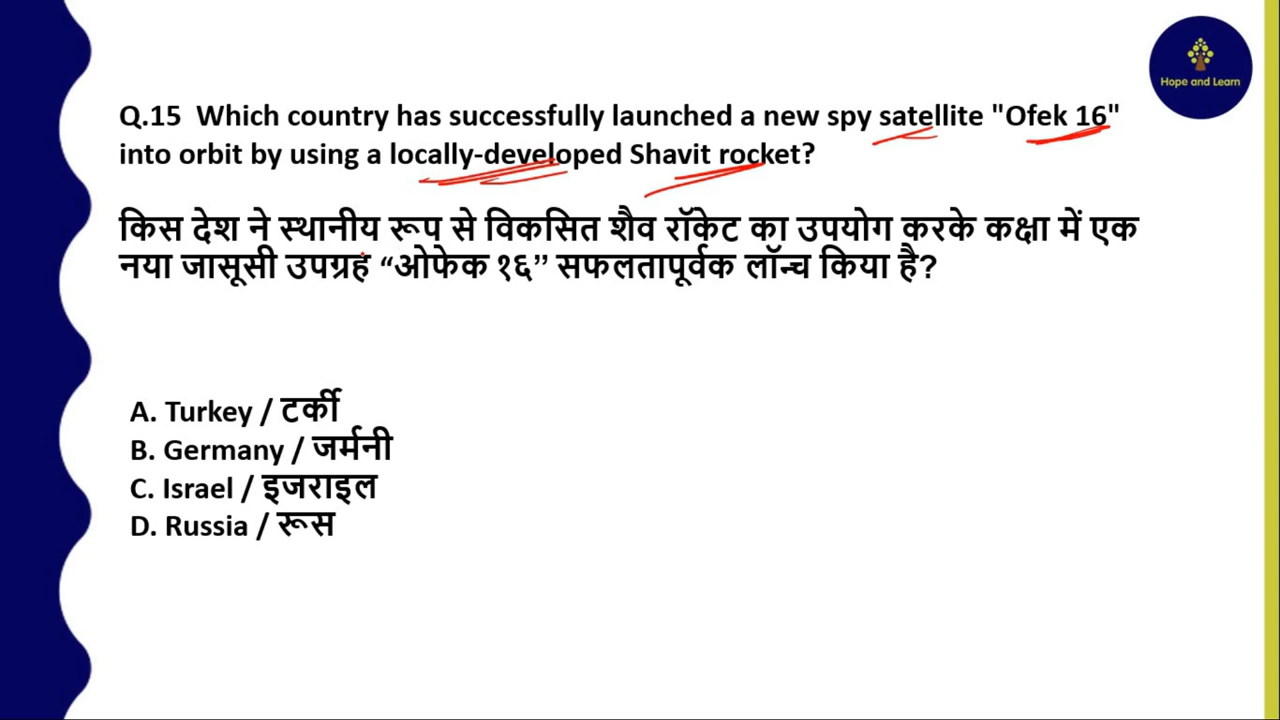 Hope and Learn
Q.15 Which country has successfully launched a new spy satellite "Ofek 16"
into orbit by using a locally-developed Shavit rocket?
किस देश ने स्थानीय रूप से विकसित शैव रॉकेट का उपयोग करके कक्षा में एक
नया जासूसी उपग्रह “ओफेक १६” सफलतापूर्वक लॉन्च किया है?
A. Turkey / टर्की
B. Germany / जर्मनी
C. Israel / इजराइल
D. Russia / रूस